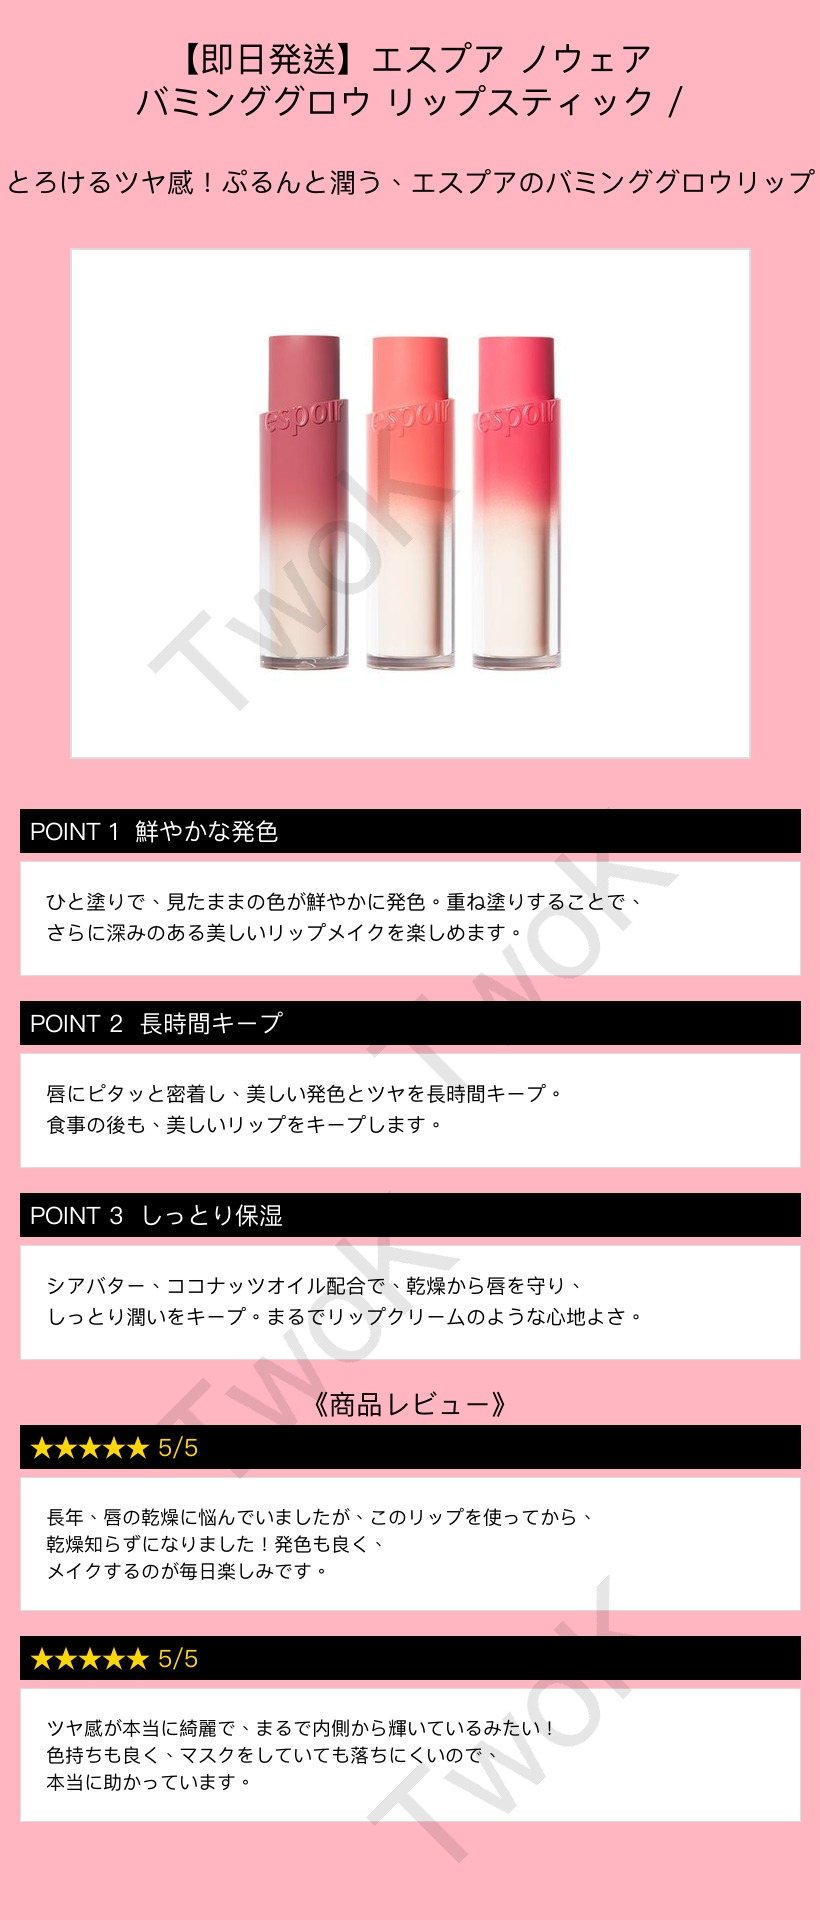 【即日発送】エスプア ノウェア
バミンググロウ リップスティック /
とろけるツヤ感！ぷるんと潤う、エスプアのバミンググロウリップ
espoir espoir espoir
TwoK
POINT 1 鮮やかな発色
ひと塗りで、見たままの色が鮮やかに発色。重ね塗りすることで、
さらに深みのある美しいリップメイクを楽しめます。
TwoK
POINT 2 長時間キープ
唇にピタッと密着し、美しい発色とツヤを長時間キープ。
食事の後も、美しいリップをキープします。
POINT 3 しっとり保湿
シアバター、ココナッツオイル配合で、乾燥から唇を守り、
しっとり潤いをキープ。まるでリップクリームのような心地よさ。
TwoK
《商品レビュー》
★★★★★ 5/5
長年、唇の乾燥に悩んでいましたが、このリップを使ってから、
乾燥知らずになりました！発色も良く、
メイクするのが毎日楽しみです。
★★★★★ 5/5
ツヤ感が本当に綺麗で、まるで内側から輝いているみたい！
色持ちも良く、マスクをしていても落ちにくいので、
本当に助かっています。
TwoK